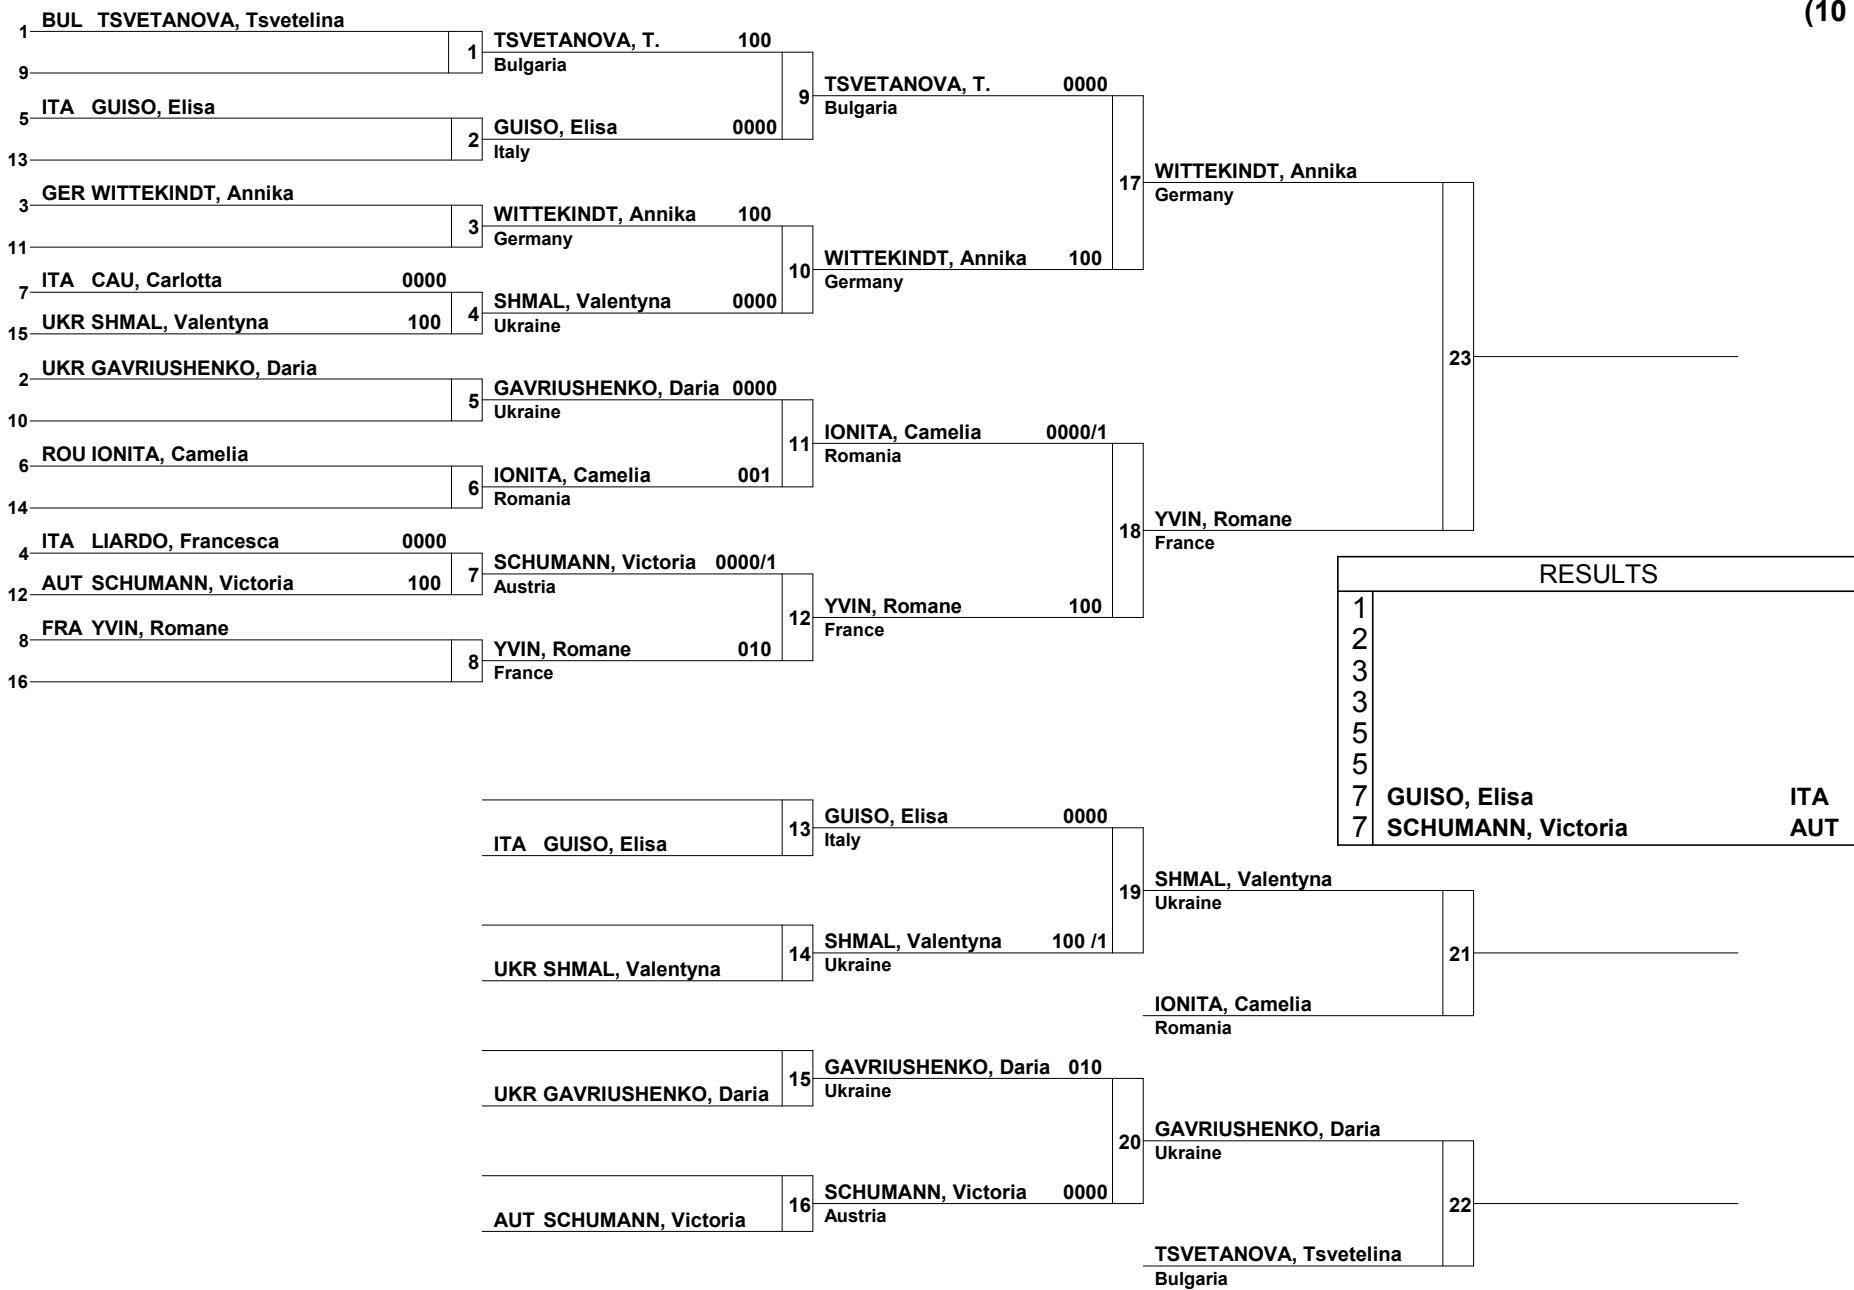 (10
1 BUL TSVETANOVA, Tsvetelina
9
1 TSVETANOVA, T. 100
Bulgaria
5 ITA GUISO, Elisa
13
2 GUISO, Elisa 0000
Italy
9 TSVETANOVA, T. 0000
Bulgaria
3 GER WITTEKINDT, Annika
11
3 WITTEKINDT, Annika 100
Germany
7 ITA CAU, Carlotta 0000
15 UKR SHMAL, Valentyna 100
4 SHMAL, Valentyna 0000
Ukraine
10 WITTEKINDT, Annika 100
Germany
17 WITTEKINDT, Annika
Germany
2 UKR GAVRIUSHENKO, Daria
10
5 GAVRIUSHENKO, Daria 0000
Ukraine
6 ROU IONITA, Camelia
14
6 IONITA, Camelia 001
Romania
11 IONITA, Camelia 0000/1
Romania
4 ITA LIARDO, Francesca 0000
12 AUT SCHUMANN, Victoria 100
7 SCHUMANN, Victoria 0000/1
Austria
8 FRA YVIN, Romane
16
8 YVIN, Romane 010
France
12 YVIN, Romane 100
France
18 YVIN, Romane
France
23
RESULTS
1
2
3
3
5
5
7 GUISO, Elisa ITA
7 SCHUMANN, Victoria AUT
ITA GUISO, Elisa
13 GUISO, Elisa 0000
Italy
UKR SHMAL, Valentyna
14 SHMAL, Valentyna 100 /1
Ukraine
19 SHMAL, Valentyna
Ukraine
IONITA, Camelia
Romania
21
UKR GAVRIUSHENKO, Daria
15 GAVRIUSHENKO, Daria 010
Ukraine
AUT SCHUMANN, Victoria
16 SCHUMANN, Victoria 0000
Austria
20 GAVRIUSHENKO, Daria
Ukraine
TSVETANOVA, Tsvetelina
Bulgaria
22